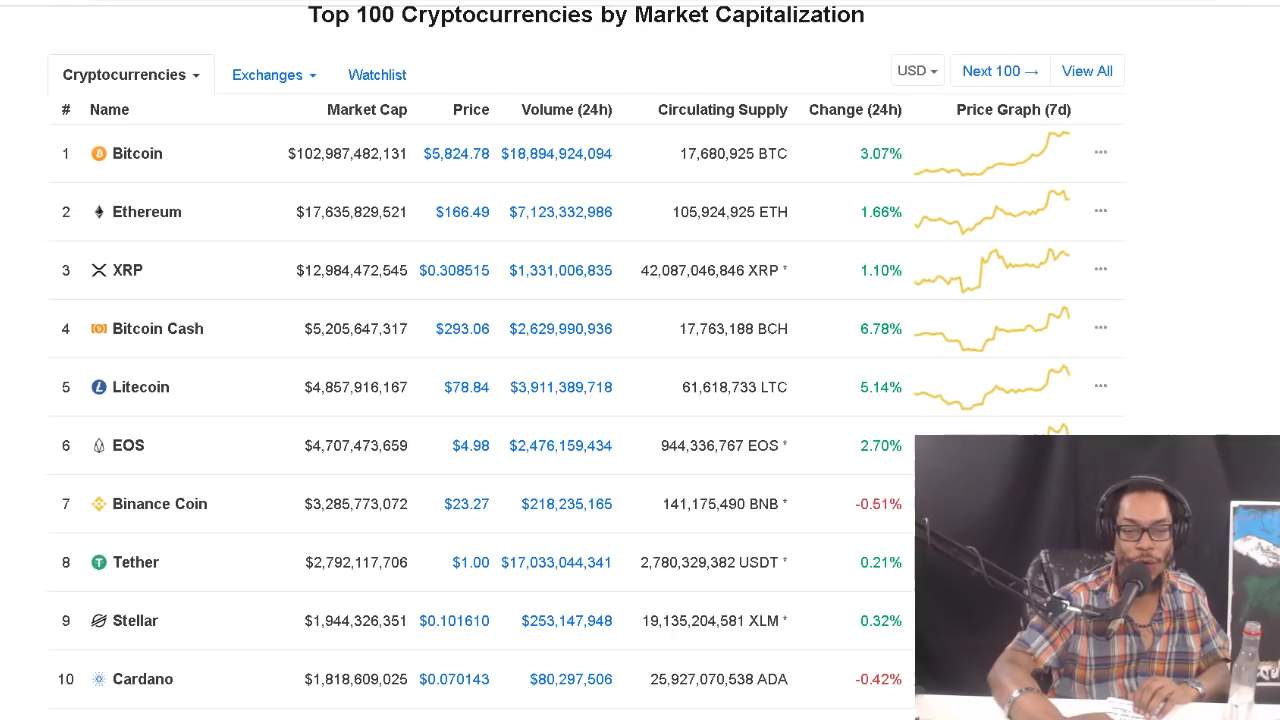 Top 100 Cryptocurrencies by Market Capitalization
Cryptocurrencies Exchanges Watchlist USD Next 100 → View All
# Name Market Cap Price Volume (24h) Circulating Supply Change (24h) Price Graph (7d)
1 Bitcoin $102,987,482,131 $5,824.78 $18,894,924,094 17,680,925 BTC 3.07%
2 Ethereum $17,635,829,521 $166.49 $7,123,332,986 105,924,925 ETH 1.66%
3 XRP $12,984,472,545 $0.308515 $1,331,006,835 42,087,046,846 XRP * 1.10%
4 Bitcoin Cash $5,205,647,317 $293.06 $2,629,990,936 17,763,188 BCH 6.78%
5 Litecoin $4,857,916,167 $78.84 $3,911,389,718 61,618,733 LTC 5.14%
6 EOS $4,707,473,659 $4.98 $2,476,159,434 944,336,767 EOS * 2.70%
7 Binance Coin $3,285,773,072 $23.27 $218,235,165 141,175,490 BNB * -0.51%
8 Tether $2,792,117,706 $1.00 $17,033,044,341 2,780,329,382 USDT * 0.21%
9 Stellar $1,944,326,351 $0.101610 $253,147,948 19,135,204,581 XLM * 0.32%
10 Cardano $1,818,609,025 $0.070143 $80,297,506 25,927,070,538 ADA -0.42%